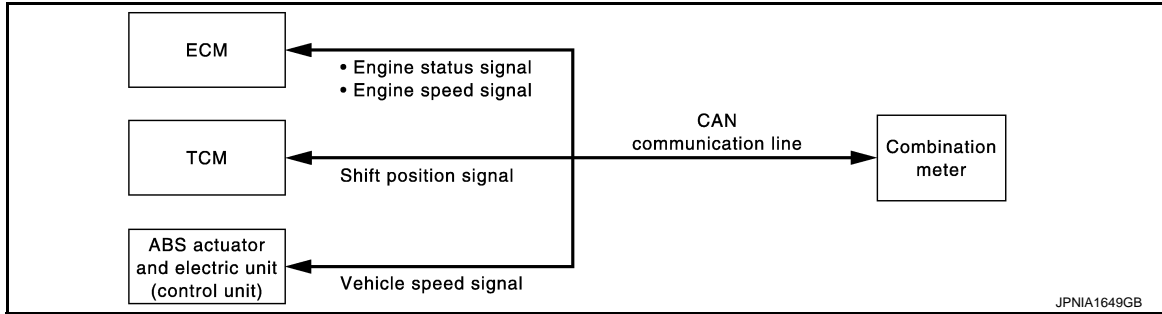 ECM
• Engine status signal
• Engine speed signal
CAN
communication line
Combination
meter
TCM
Shift position signal
ABS actuator
and electric unit
(control unit)
Vehicle speed signal
JPNIA1649GB